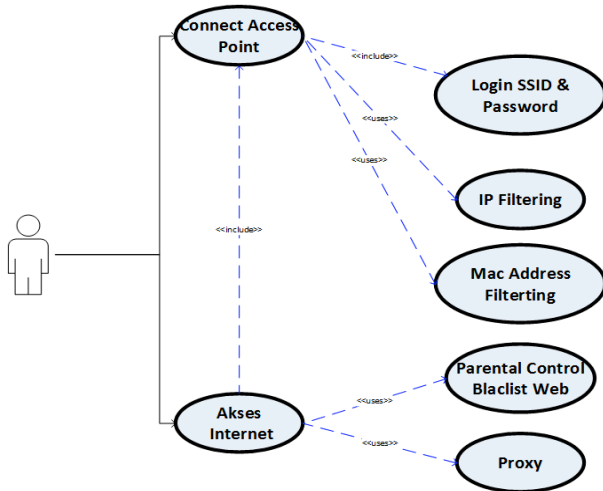 Connect Access
Point
<<include>>
Login SSID &
Password
<<uses>>
<<uses>>
IP Filtering
<<include>>
Mac Address
Filterting
Parental Control
Blaclist Web
<<uses>>
Akses
Internet
<<uses>>
Proxy